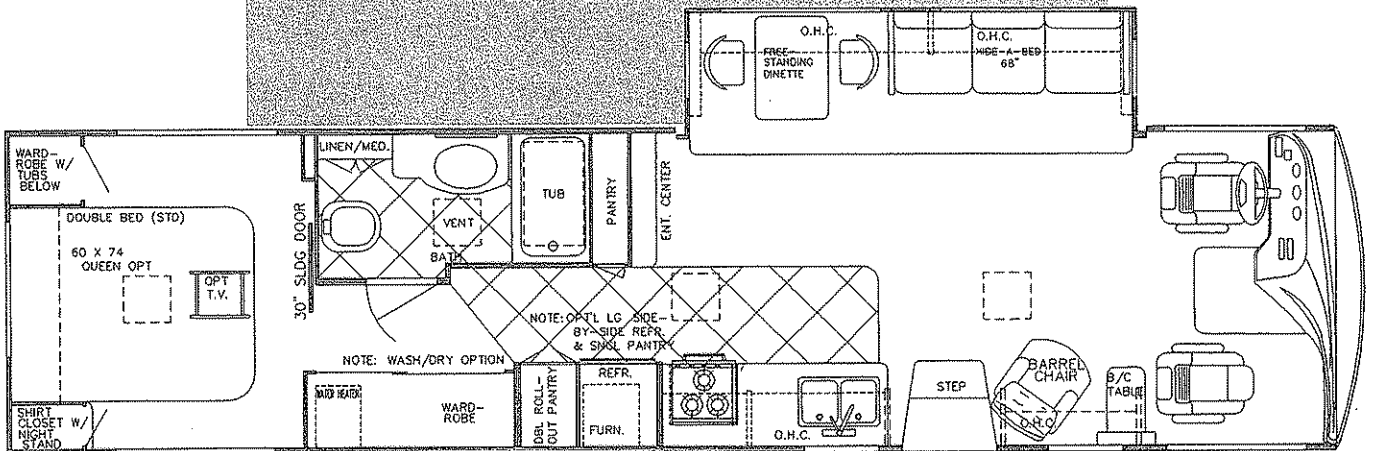 O.H.C.
FREE-
STANDING
DINETTE
O.H.C.
HIDE-A-BED
68"
WARD-
ROBE W/
TUBS
BELOW
LINEN/MED.
TUB
PANTRY
ENT. CENTER
DOUBLE BED (STD)
60 X 74
QUEEN OPT
OPT
T.V.
30" SLDG DOOR
VENT
BATH
NOTE: OPT'L LG SIDE-
BY-SIDE REFR.
& SNGL PANTRY
NOTE: WASH/DRY OPTION
SHIRT
CLOSET W/
NIGHT
STAND
WATER HEATER
WARD-
ROBE
DBL ROLL-
OUT PANTRY
REFR.
FURN.
O.H.C.
STEP
BARREL
CHAIR
O.H.C.
B/C
TABLE